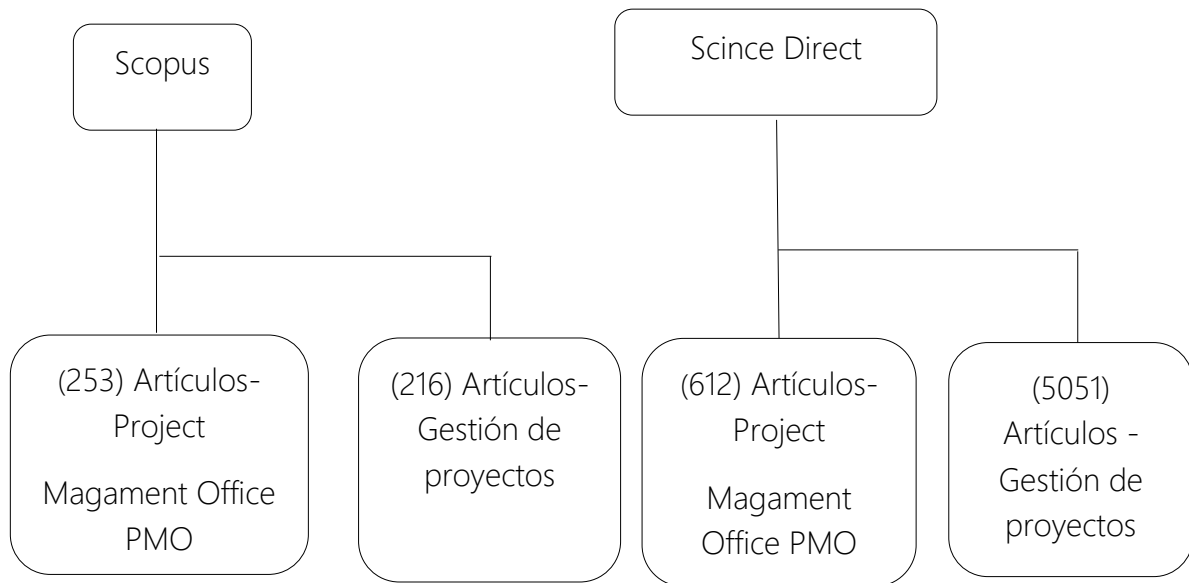 Scopus
Scince Direct
(253) Artículos-
Project
Magament Office
PMO
(216) Artículos-
Gestión de
proyectos
(612) Artículos-
Project
Magament
Office PMO
(5051)
Artículos -
Gestión de
proyectos